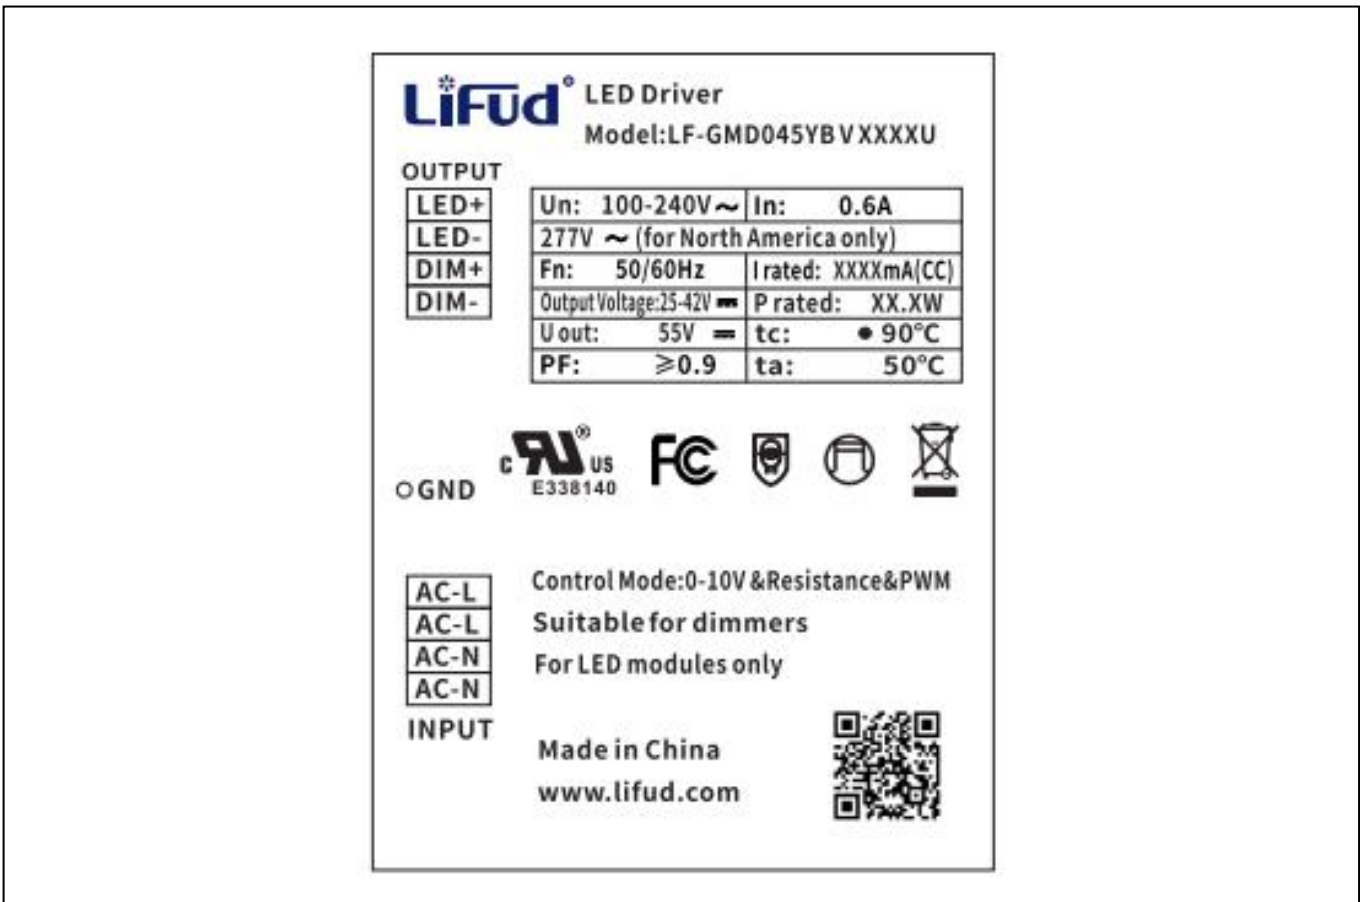 LiFud LED Driver
Model:LF-GMD045YBVXXXXU
OUTPUT
LED+
LED-
DIM+
DIM-
Un: 100-240V～ In: 0.6A
277V ～ (for North America only)
Fn: 50/60Hz I rated: XXXXmA(CC)
Output Voltage:25-42V ⎓ P rated: XX.XW
U out: 55V ⎓ tc: ● 90℃
PF: ≥0.9 ta: 50℃
C RU ® US
E338140
FC
GND
AC-L
AC-L
AC-N
AC-N
INPUT
Control Mode:0-10V &Resistance&PWM
Suitable for dimmers
For LED modules only
Made in China
www.lifud.com